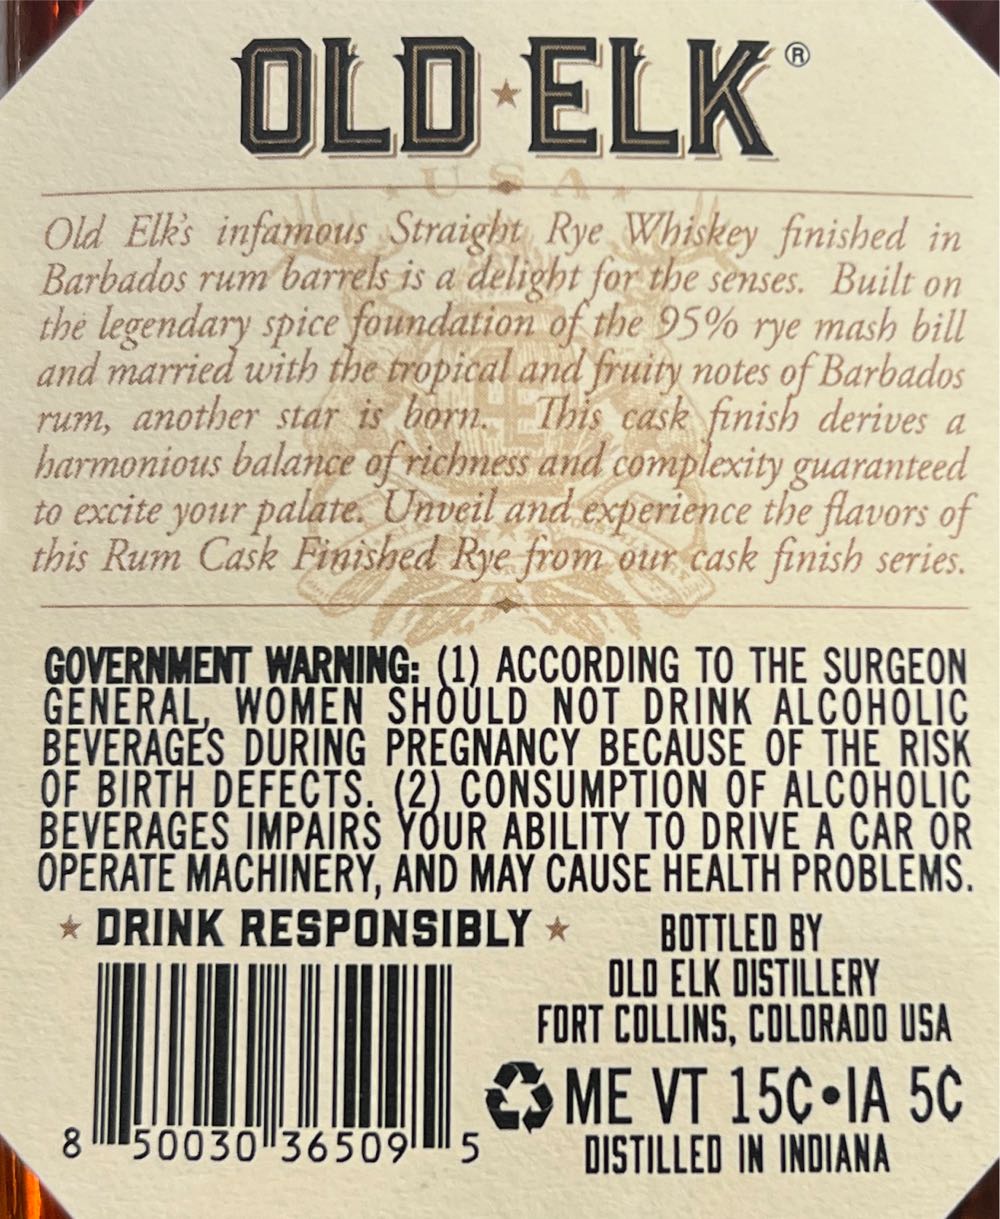 OLD ★ ELK®
★ U S A ★
Old Elk's infamous Straight Rye Whiskey finished in
Barbados rum barrels is a delight for the senses. Built on
the legendary spice foundation of the 95% rye mash bill
and married with the tropical and fruity notes of Barbados
rum, another star is born. This cask finish derives a
harmonious balance of richness and complexity guaranteed
to excite your palate. Unveil and experience the flavors of
this Rum Cask Finished Rye from our cask finish series.
GOVERNMENT WARNING: (1) ACCORDING TO THE SURGEON
GENERAL, WOMEN SHOULD NOT DRINK ALCOHOLIC
BEVERAGES DURING PREGNANCY BECAUSE OF THE RISK
OF BIRTH DEFECTS. (2) CONSUMPTION OF ALCOHOLIC
BEVERAGES IMPAIRS YOUR ABILITY TO DRIVE A CAR OR
OPERATE MACHINERY, AND MAY CAUSE HEALTH PROBLEMS.
★ DRINK RESPONSIBLY ★
8 50030 36509 5
BOTTLED BY
OLD ELK DISTILLERY
FORT COLLINS, COLORADO USA
ME VT 15¢•IA 5¢
DISTILLED IN INDIANA